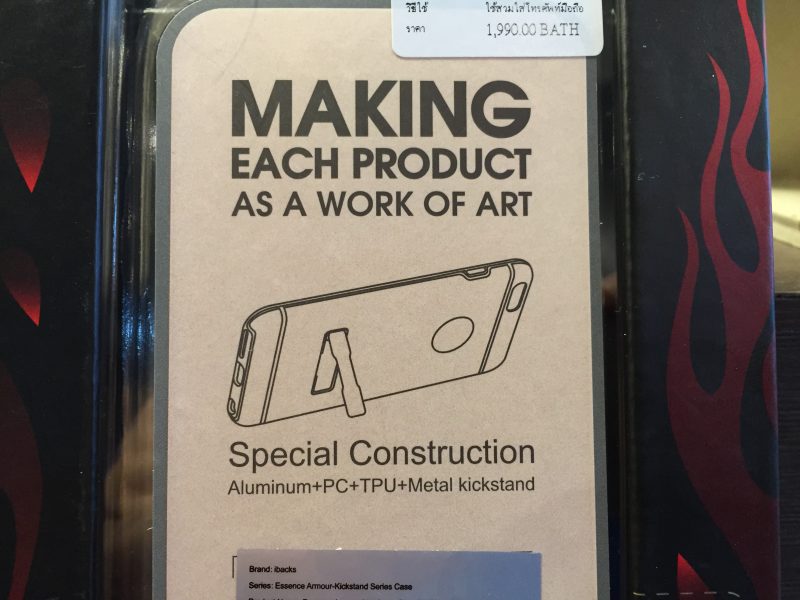 วิธีใช้ ใช้สวมใส่โทรศัพท์มือถือ
ราคา 1,990.00 BATH
MAKING
EACH PRODUCT
AS A WORK OF ART
Special Construction
Aluminum+PC+TPU+Metal kickstand
Brand: ibacks
Series: Essence Armour-Kickstand Series Case